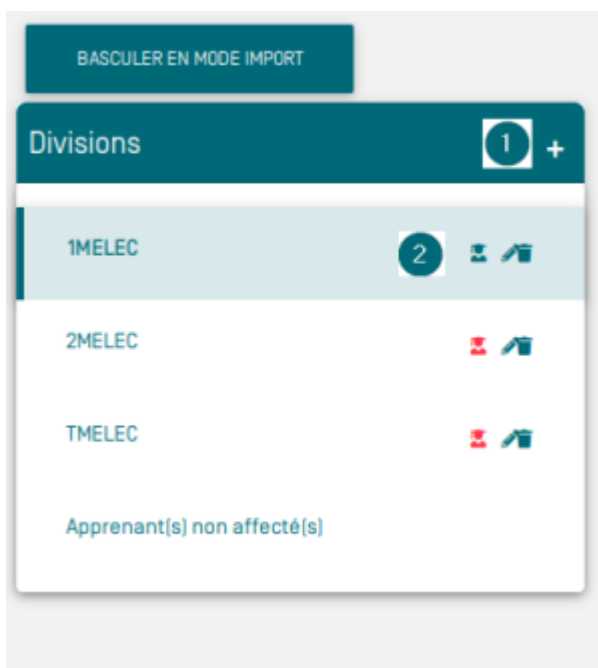 BASCULER EN MODE IMPORT
Divisions 1 +
1MELEC 2
2MELEC
TMELEC
Apprenant(s) non affecté(s)